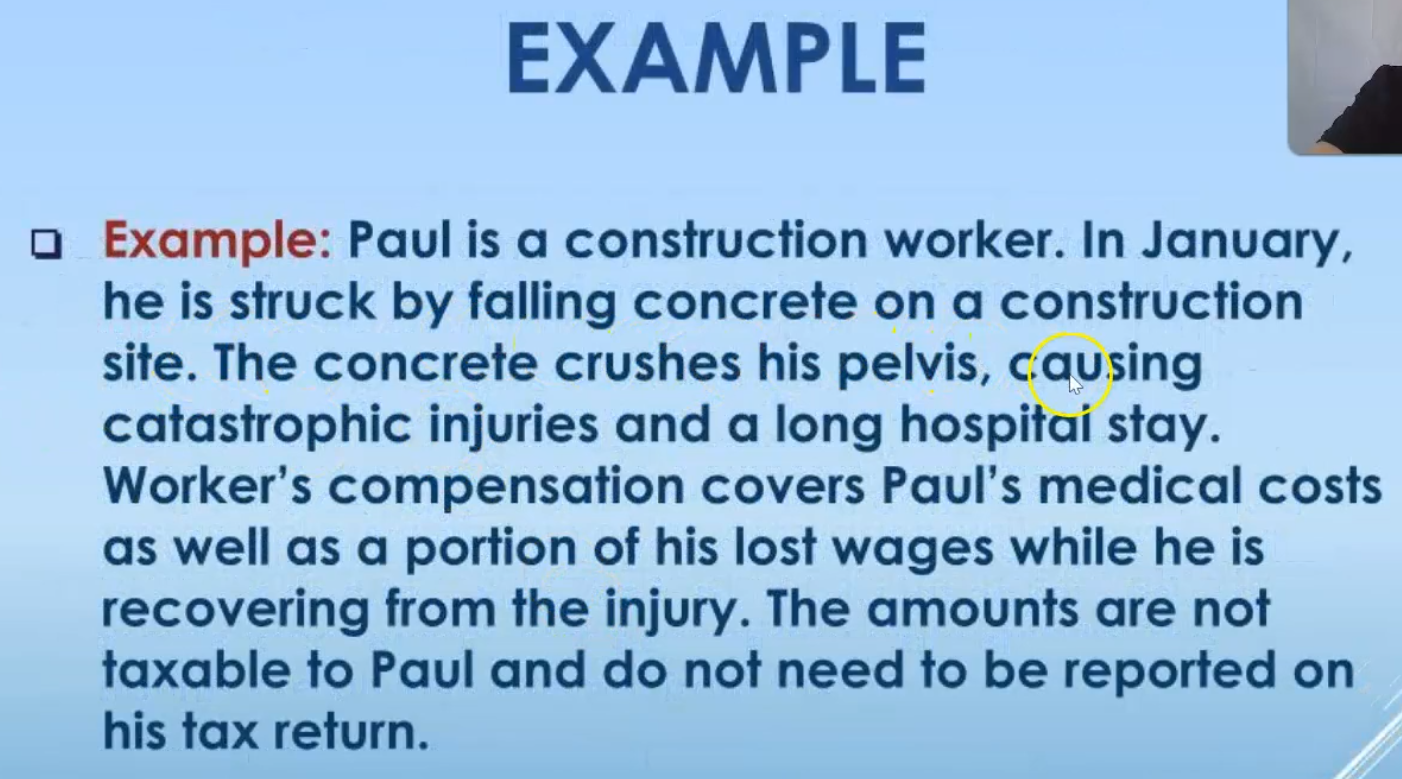 EXAMPLE
Example: Paul is a construction worker. In January,
he is struck by falling concrete on a construction
site. The concrete crushes his pelvis, causing
catastrophic injuries and a long hospital stay.
Worker's compensation covers Paul's medical costs
as well as a portion of his lost wages while he is
recovering from the injury. The amounts are not
taxable to Paul and do not need to be reported on
his tax return.